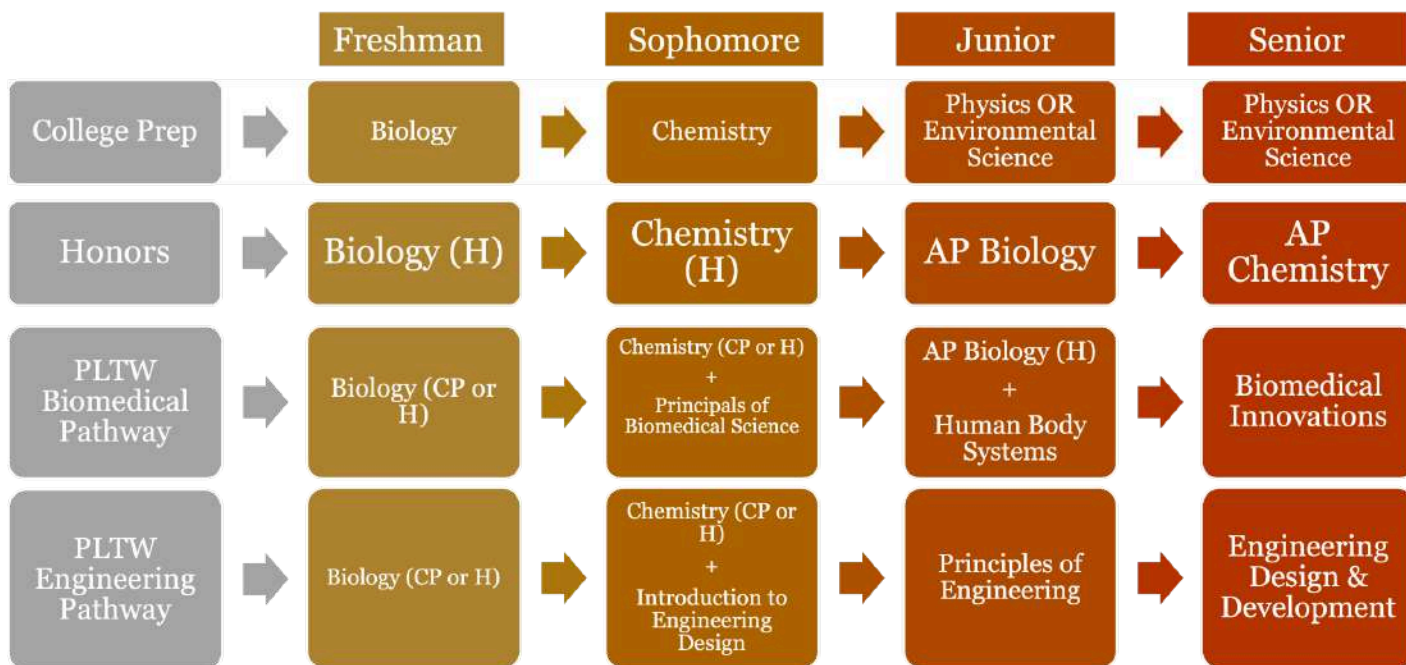 Freshman
Sophomore
Junior
Senior
College Prep
Biology
Chemistry
Physics OR
Environmental
Science
Physics OR
Environmental
Science
Honors
Biology (H)
Chemistry
(H)
AP Biology
AP
Chemistry
PLTW
Biomedical
Pathway
Biology (CP or
H)
Chemistry (CP or H)
+
Principals of
Biomedical Science
AP Biology (H)
+
Human Body
Systems
Biomedical
Innovations
PLTW
Engineering
Pathway
Biology (CP or H)
Chemistry (CP or
H)
+
Introduction to
Engineering
Design
Principles of
Engineering
Engineering
Design &
Development